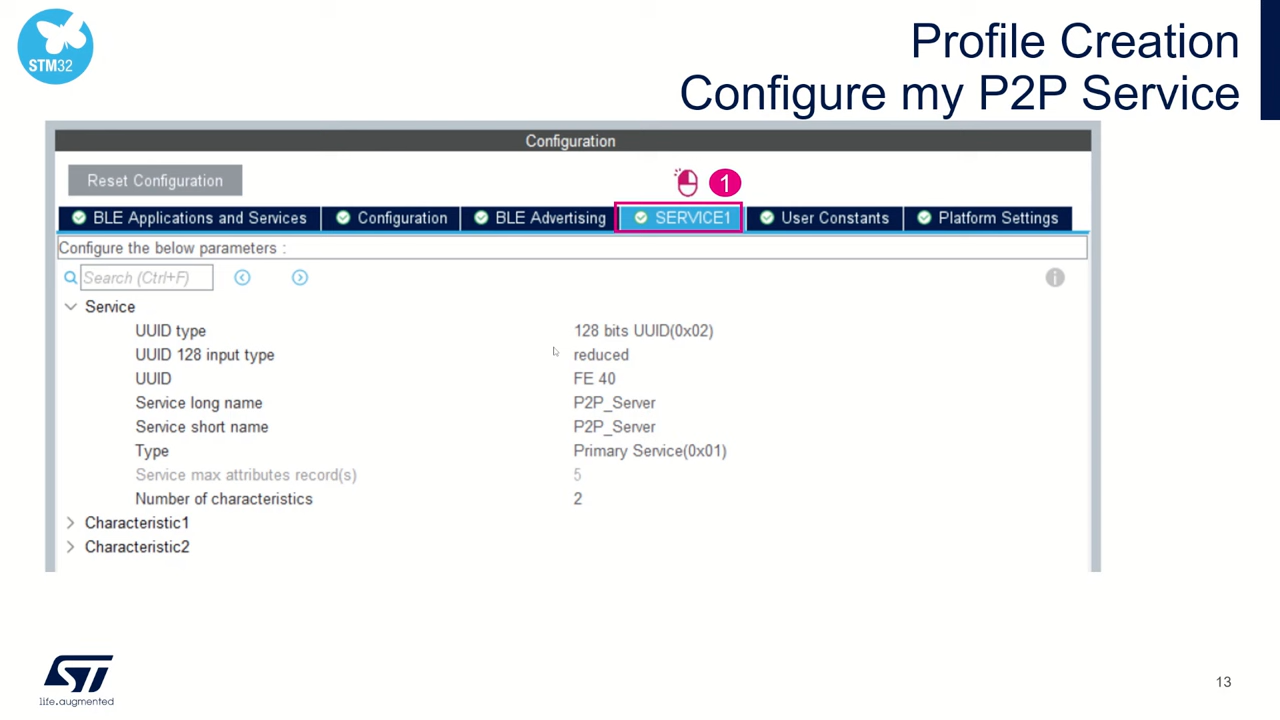 STM32
Profile Creation
Configure my P2P Service
Configuration
Reset Configuration
1
BLE Applications and Services
Configuration
BLE Advertising
SERVICE1
User Constants
Platform Settings
Configure the below parameters :
Search (Ctrl+F)
Service
UUID type 128 bits UUID(0x02)
UUID 128 input type reduced
UUID FE 40
Service long name P2P_Server
Service short name P2P_Server
Type Primary Service(0x01)
Service max attributes record(s) 5
Number of characteristics 2
Characteristic1
Characteristic2
ST
life.augmented
13